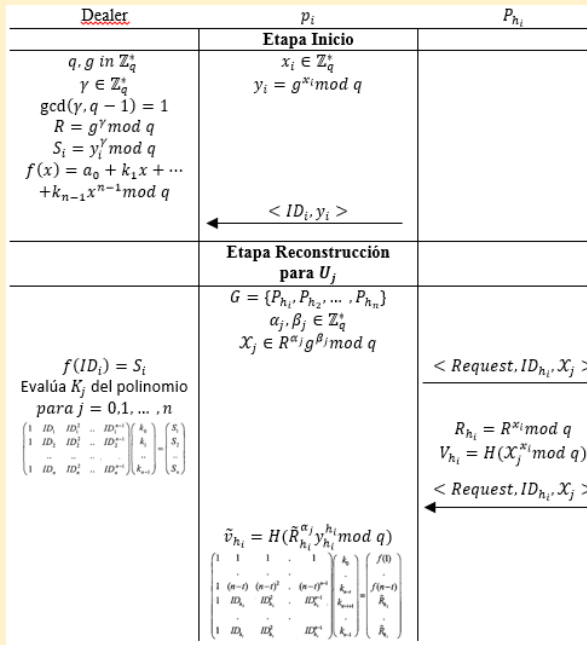 Dealer p_i P_{h_i}
Etapa Inicio
q, g in ℤ_q^*
γ ∈ ℤ_q^*
gcd(γ, q − 1) = 1
R = g^γ mod q
S_i = y_i^γ mod q
f(x) = a_0 + k_1x + ⋯
+k_{n−1}x^{n−1} mod q
x_i ∈ ℤ_q^*
y_i = g^{x_i} mod q
< ID_i, y_i >
Etapa Reconstrucción
para U_j
G = {P_{h_i}, P_{h_2}, … , P_{h_n}}
α_j, β_j ∈ ℤ_q^*
X_j ∈ R^{α_j} g^{β_j} mod q
f(ID_i) = S_i
Evalúa K_j del polinomio
para j = 0,1, … , n
< Request, ID_{h_i}, X_j >
R_{h_i} = R^{x_i} mod q
V_{h_i} = H(X_j^{x_i} mod q)
< Request, ID_{h_i}, X_j >
ṽ_{h_i} = H(R̃_{h_i}^{α_j} y_{h_i}^{h_i} mod q)